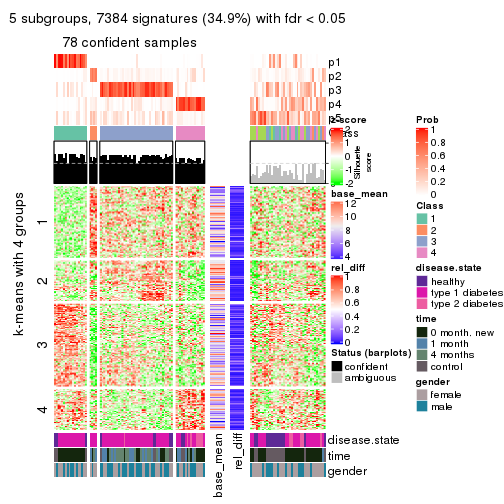 5 subgroups, 7384 signatures (34.9%) with fdr < 0.05
78 confident samples
p1
p2
p3
p4
p5
z-score
Class
2
-2
Silhouette
score
k-means with 4 groups
1
2
3
4
base_mean
12
10
8
6
4
rel_diff
1
0.8
0.6
0.4
0.2
0
Status (barplots)
confident
ambiguous
Prob
1
0.8
0.6
0.4
0.2
0
Class
1
2
3
4
disease.state
healthy
type 1 diabetes
type 2 diabetes
time
0 month. new
1 month
4 months
control
gender
female
male
disease.state
time
gender
base_mean
rel_diff